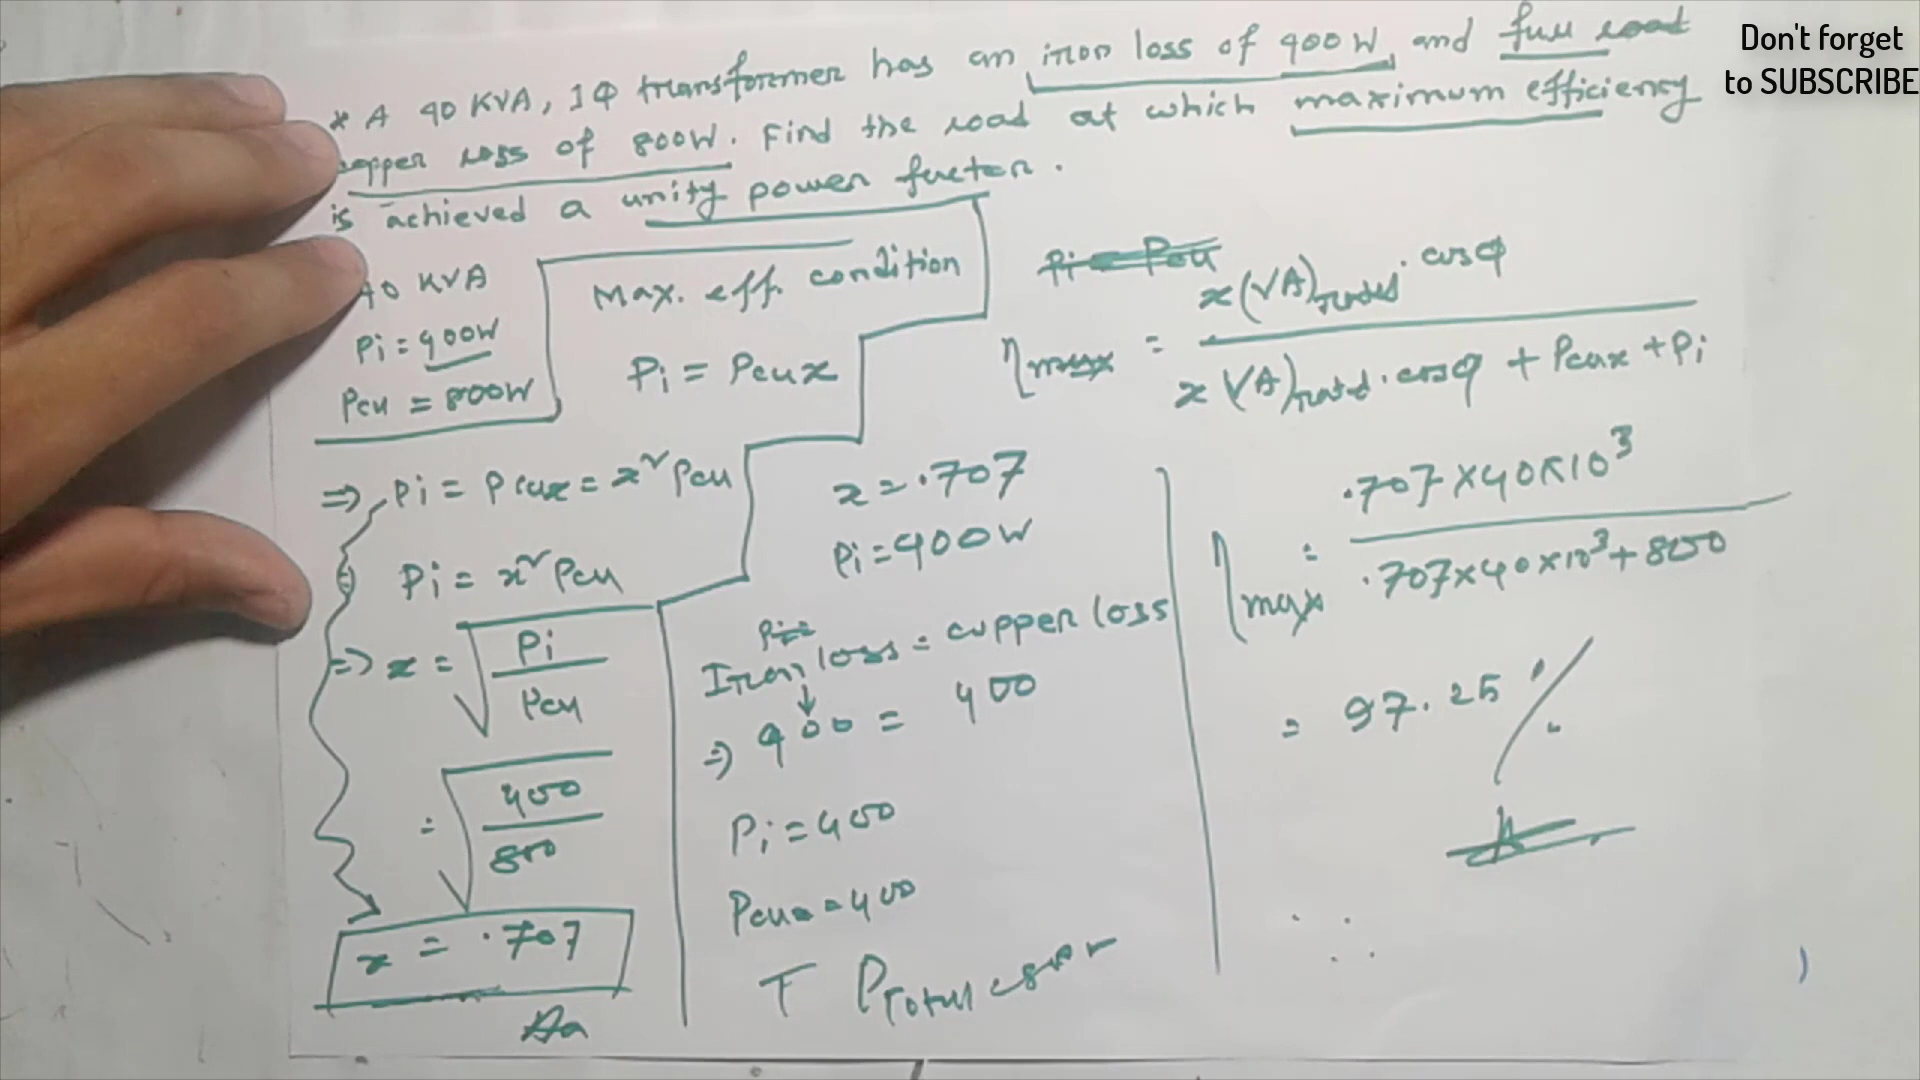 Don't forget
to SUBSCRIBE
* A 40 KVA, 1Φ transformer has an iron loss of 400W, and full load
copper loss of 800W. Find the load at which maximum efficiency
is achieved a unity power factor.
40 KVA
Pi = 400W
Pcu = 800W
Max. eff. condition
Pi = Pcux
⇒ Pi = Pcux = x² Pcu
Pi = x² Pcu
⇒ x = √(Pi / Pcu)
= √(400 / 800)
x = .707
x = .707
Pi = 400W
Iron loss = copper loss
⇒ 400 = 400
Pi = 400
Pcux = 400
T PTotal
Pi = Pcu
ηmax = x(VA)rated . cosφ / x VA)rated . cosφ + Pcux + Pi
ηmax = .707×40×10³ / .707×40×10³ + 800
= 97.25 %